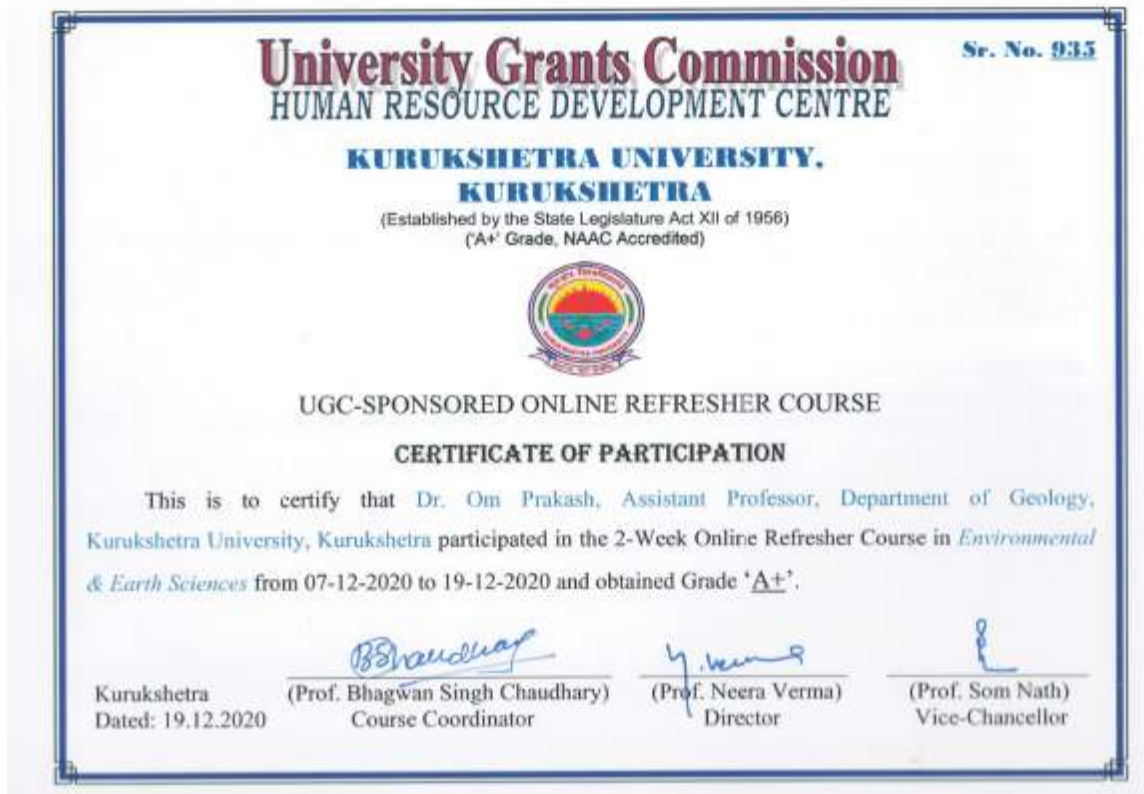 Sr. No. 935
University Grants Commission
HUMAN RESOURCE DEVELOPMENT CENTRE
KURUKSHETRA UNIVERSITY,
KURUKSHETRA
(Established by the State Legislature Act XII of 1956)
('A+' Grade, NAAC Accredited)
KURUKSHETRA UNIVERSITY
UGC-SPONSORED ONLINE REFRESHER COURSE
CERTIFICATE OF PARTICIPATION
This is to certify that Dr. Om Prakash, Assistant Professor, Department of Geology,
Kurukshetra University, Kurukshetra participated in the 2-Week Online Refresher Course in Environmental
& Earth Sciences from 07-12-2020 to 19-12-2020 and obtained Grade 'A+'.
Kurukshetra
Dated: 19.12.2020
(Prof. Bhagwan Singh Chaudhary)
Course Coordinator
(Prof. Neera Verma)
Director
(Prof. Som Nath)
Vice-Chancellor